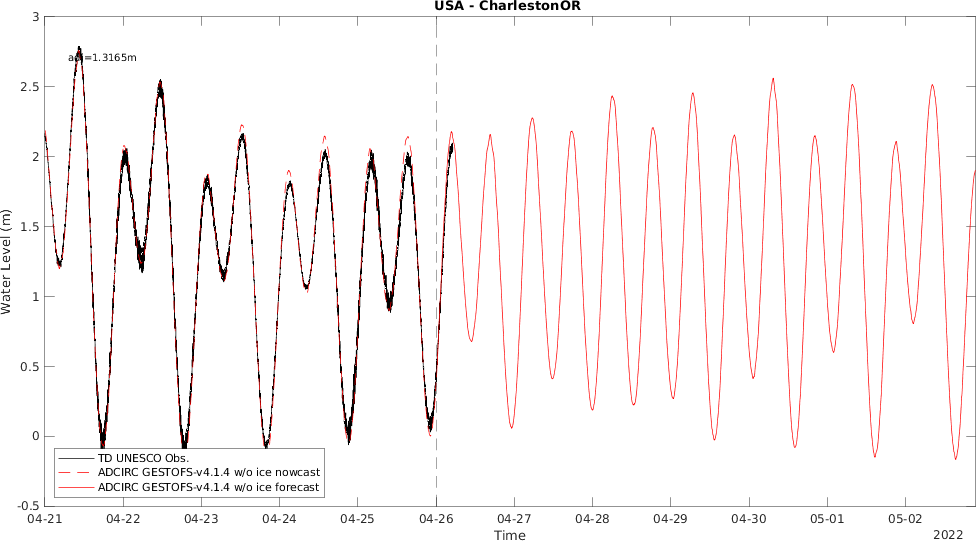 USA - CharlestonOR
3
2.5
2
1.5
1
0.5
0
-0.5
Water Level (m)
=1.3165m
TD UNESCO Obs.
ADCIRC GESTOFS-v4.1.4 w/o ice nowcast
ADCIRC GESTOFS-v4.1.4 w/o ice forecast
04-21 04-22 04-23 04-24 04-25 04-26 04-27 04-28 04-29 04-30 05-01 05-02
Time
2022